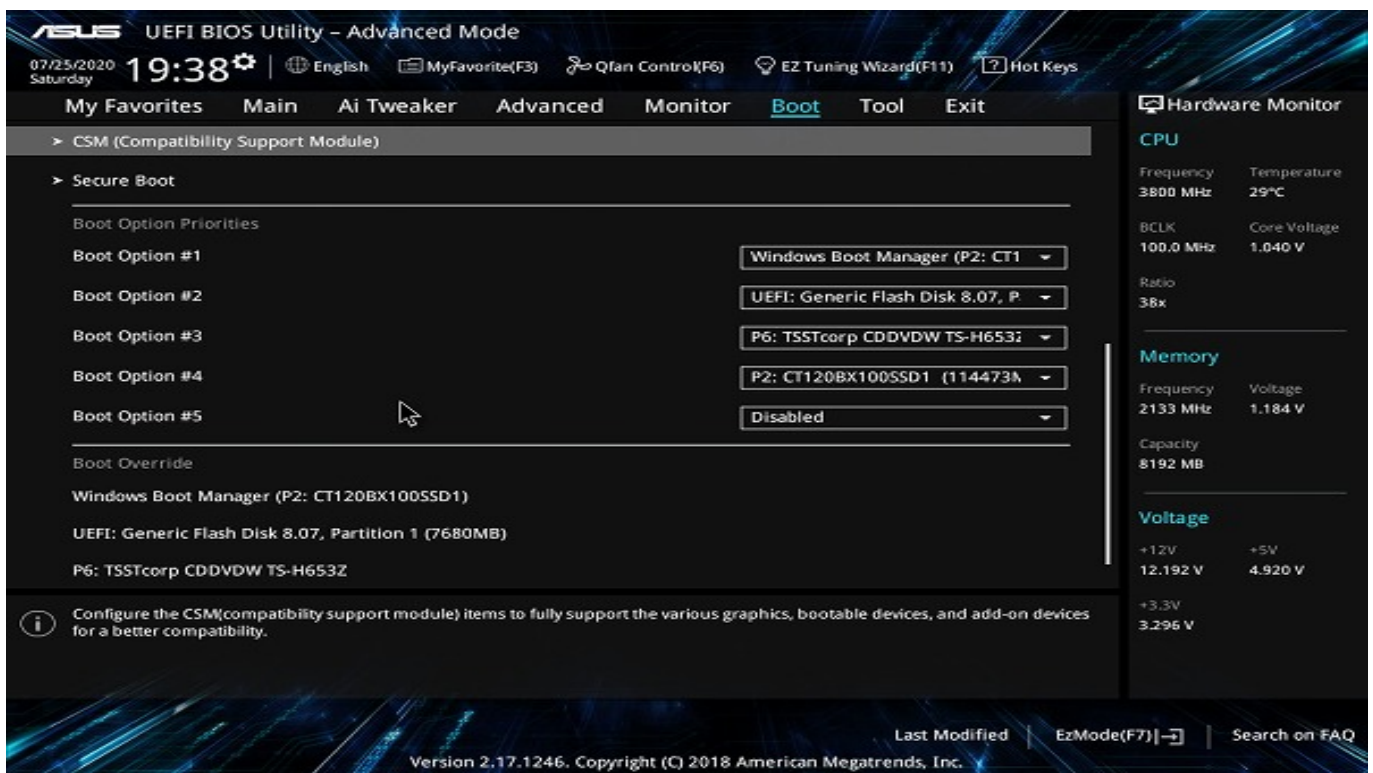 ASUS UEFI BIOS Utility – Advanced Mode
07/25/2020
Saturday
19:38
English
MyFavorite(F3)
Qfan Control(F6)
EZ Tuning Wizard(F11)
? Hot Keys
My Favorites Main Ai Tweaker Advanced Monitor Boot Tool Exit
> CSM (Compatibility Support Module)
> Secure Boot
Boot Option Priorities
Boot Option #1 Windows Boot Manager (P2: CT1
Boot Option #2 UEFI: Generic Flash Disk 8.07, P
Boot Option #3 P6: TSSTcorp CDDVDW TS-H653Z
Boot Option #4 P2: CT120BX100SSD1 (114473M
Boot Option #5 Disabled
Boot Override
Windows Boot Manager (P2: CT120BX100SSD1)
UEFI: Generic Flash Disk 8.07, Partition 1 (7680MB)
P6: TSSTcorp CDDVDW TS-H653Z
i
Configure the CSM(compatibility support module) items to fully support the various graphics, bootable devices, and add-on devices
for a better compatibility.
Hardware Monitor
CPU
Frequency Temperature
3800 MHz 29°C
BCLK Core Voltage
100.0 MHz 1.040 V
Ratio
38x
Memory
Frequency Voltage
2133 MHz 1.184 V
Capacity
8192 MB
Voltage
+12V +5V
12.192 V 4.920 V
+3.3V
3.296 V
Last Modified
EzMode(F7)
Search on FAQ
Version 2.17.1246. Copyright (C) 2018 American Megatrends, Inc.